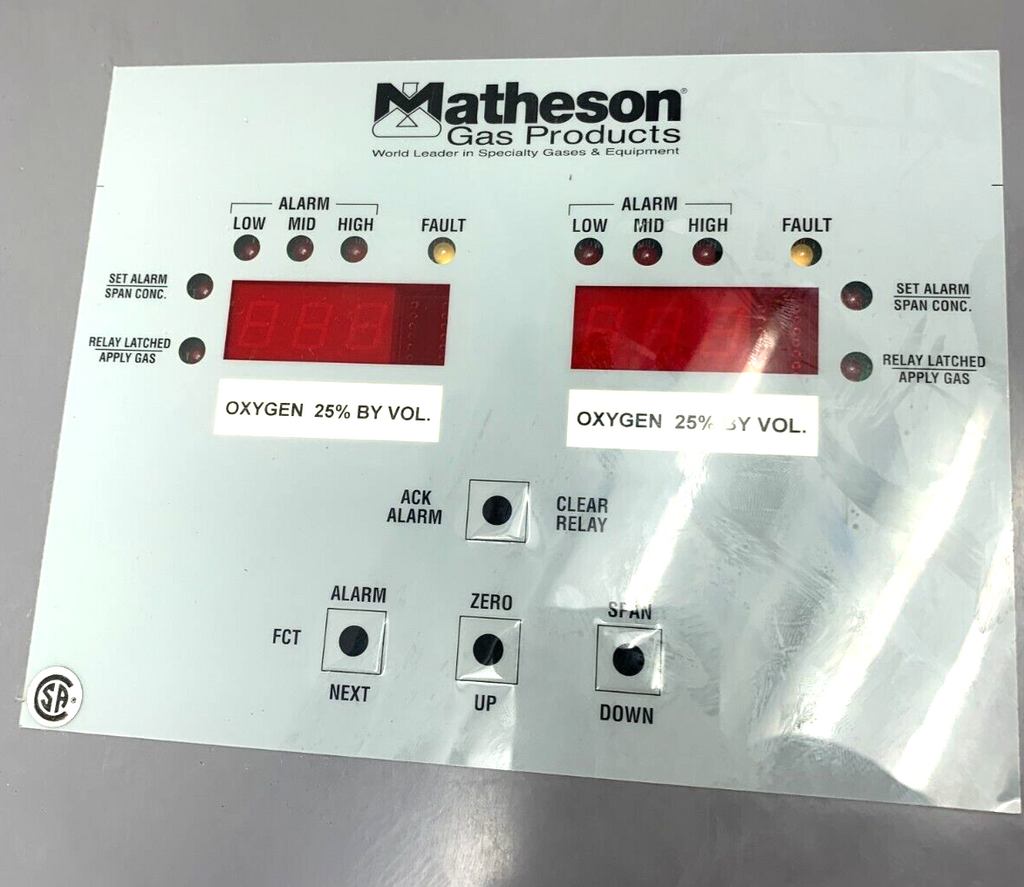 Matheson®
Gas Products
World Leader in Specialty Gases & Equipment
ALARM
LOW MID HIGH FAULT
SET ALARM
SPAN CONC.
RELAY LATCHED
APPLY GAS
OXYGEN 25% BY VOL.
ALARM
LOW MID HIGH FAULT
SET ALARM
SPAN CONC.
RELAY LATCHED
APPLY GAS
OXYGEN 25% BY VOL.
ACK
ALARM
CLEAR
RELAY
FCT
ALARM
NEXT
ZERO
UP
SPAN
DOWN
CSA®